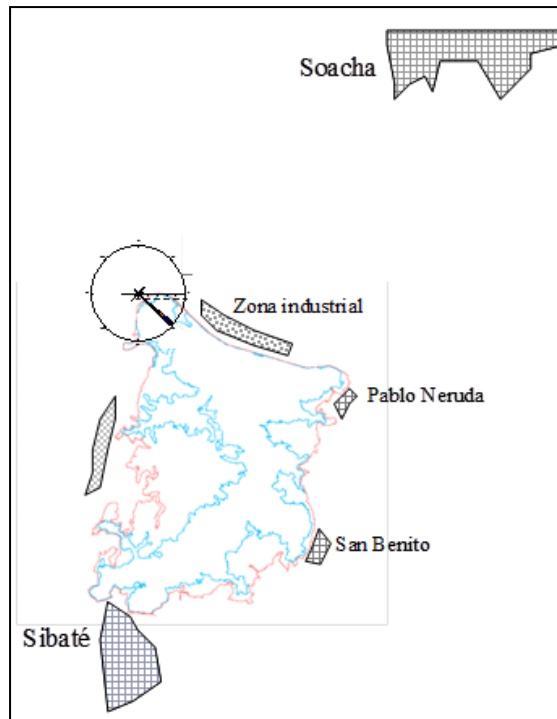 Soacha
Zona industrial
Pablo Neruda
San Benito
Sibaté